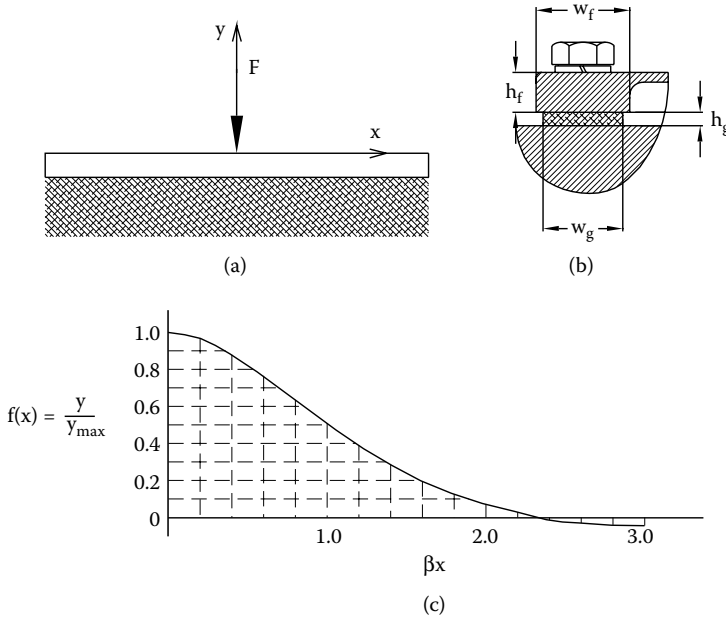 y
F
x
(a)
w_f
h_f
h_g
w_g
(b)
1.0
0.8
f(x) = y/y_max
0.6
0.4
0.2
0
1.0 2.0 3.0
βx
(c)